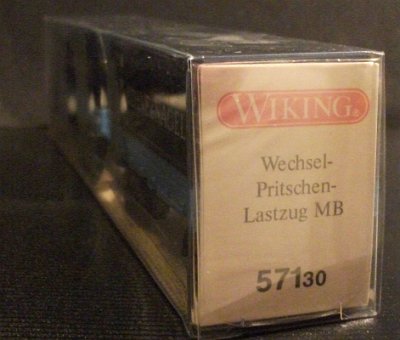 WIKING®
Wechsel-
Pritschen-
Lastzug MB
57130